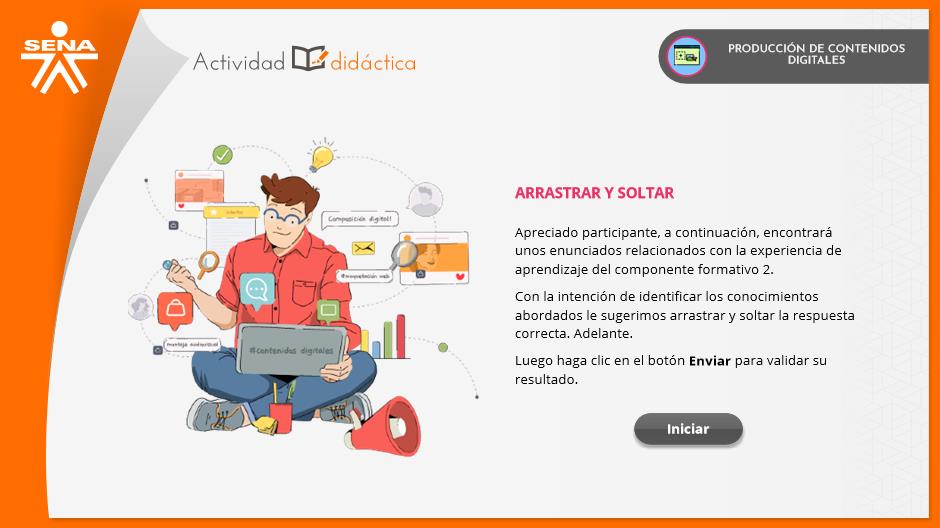 SENA
Actividad didáctica
PRODUCCIÓN DE CONTENIDOS
DIGITALES
ARRASTRAR Y SOLTAR
Apreciado participante, a continuación, encontrará
unos enunciados relacionados con la experiencia de
aprendizaje del componente formativo 2.
Con la intención de identificar los conocimientos
abordados le sugerimos arrastrar y soltar la respuesta
correcta. Adelante.
Luego haga clic en el botón Enviar para validar su
resultado.
Iniciar
Composición digital!
#maquetación web
montaje audiovisual
#Contenidos digitales